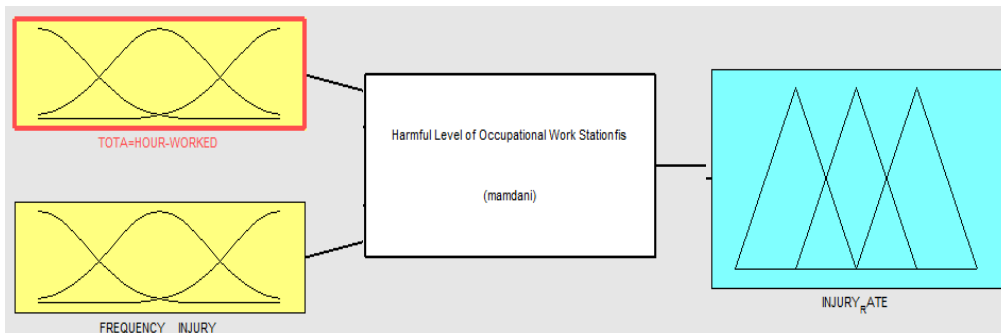 TOTA=HOUR-WORKED
Harmful Level of Occupational Work Stationfis
(mamdani)
FREQUENCY INJURY
INJURY_RATE